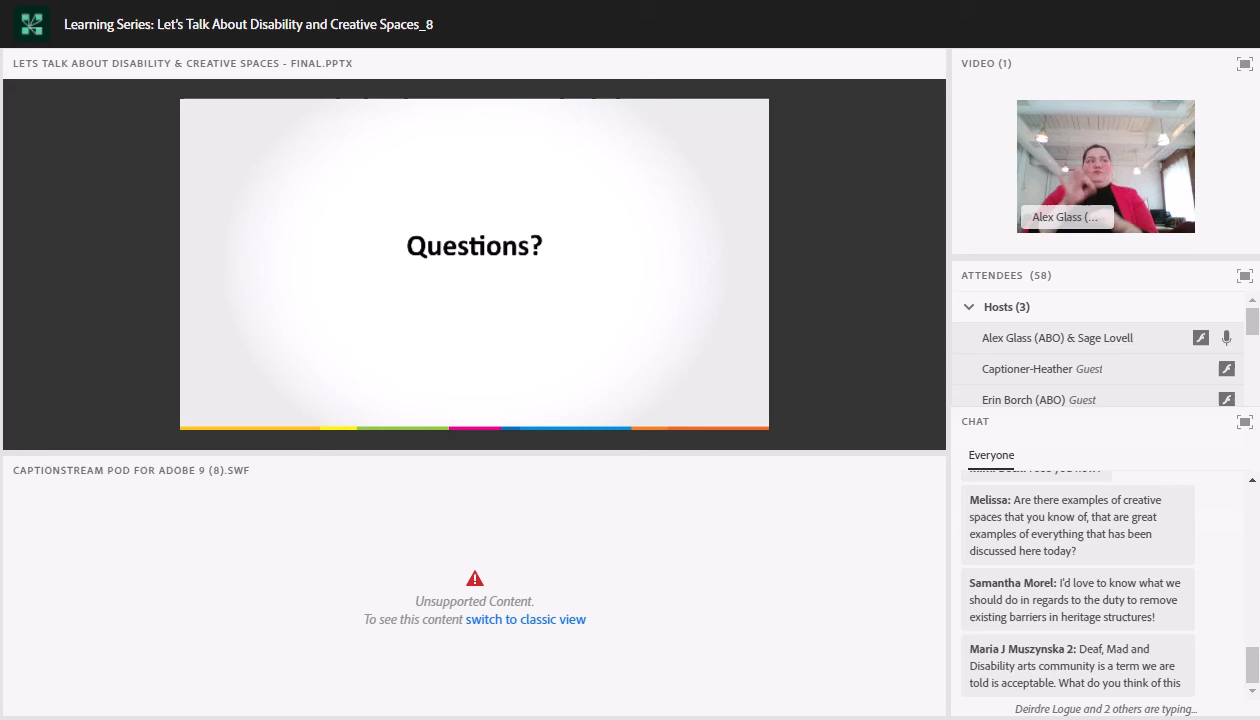 Learning Series: Let's Talk About Disability and Creative Spaces_8
LETS TALK ABOUT DISABILITY & CREATIVE SPACES - FINAL.PPTX
Questions?
CAPTIONSTREAM POD FOR ADOBE 9 (8).SWF
Unsupported Content.
To see this content switch to classic view
VIDEO (1)
Alex Glass (...
ATTENDEES (58)
Hosts (3)
Alex Glass (ABO) & Sage Lovell
Captioner-Heather Guest
Erin Borch (ABO) Guest
CHAT
Everyone
Melissa: Are there examples of creative
spaces that you know of, that are great
examples of everything that has been
discussed here today?
Samantha Morel: I'd love to know what we
should do in regards to the duty to remove
existing barriers in heritage structures!
Maria J Muszynska 2: Deaf, Mad and
Disability arts community is a term we are
told is acceptable. What do you think of this
Deirdre Logue and 2 others are typing...